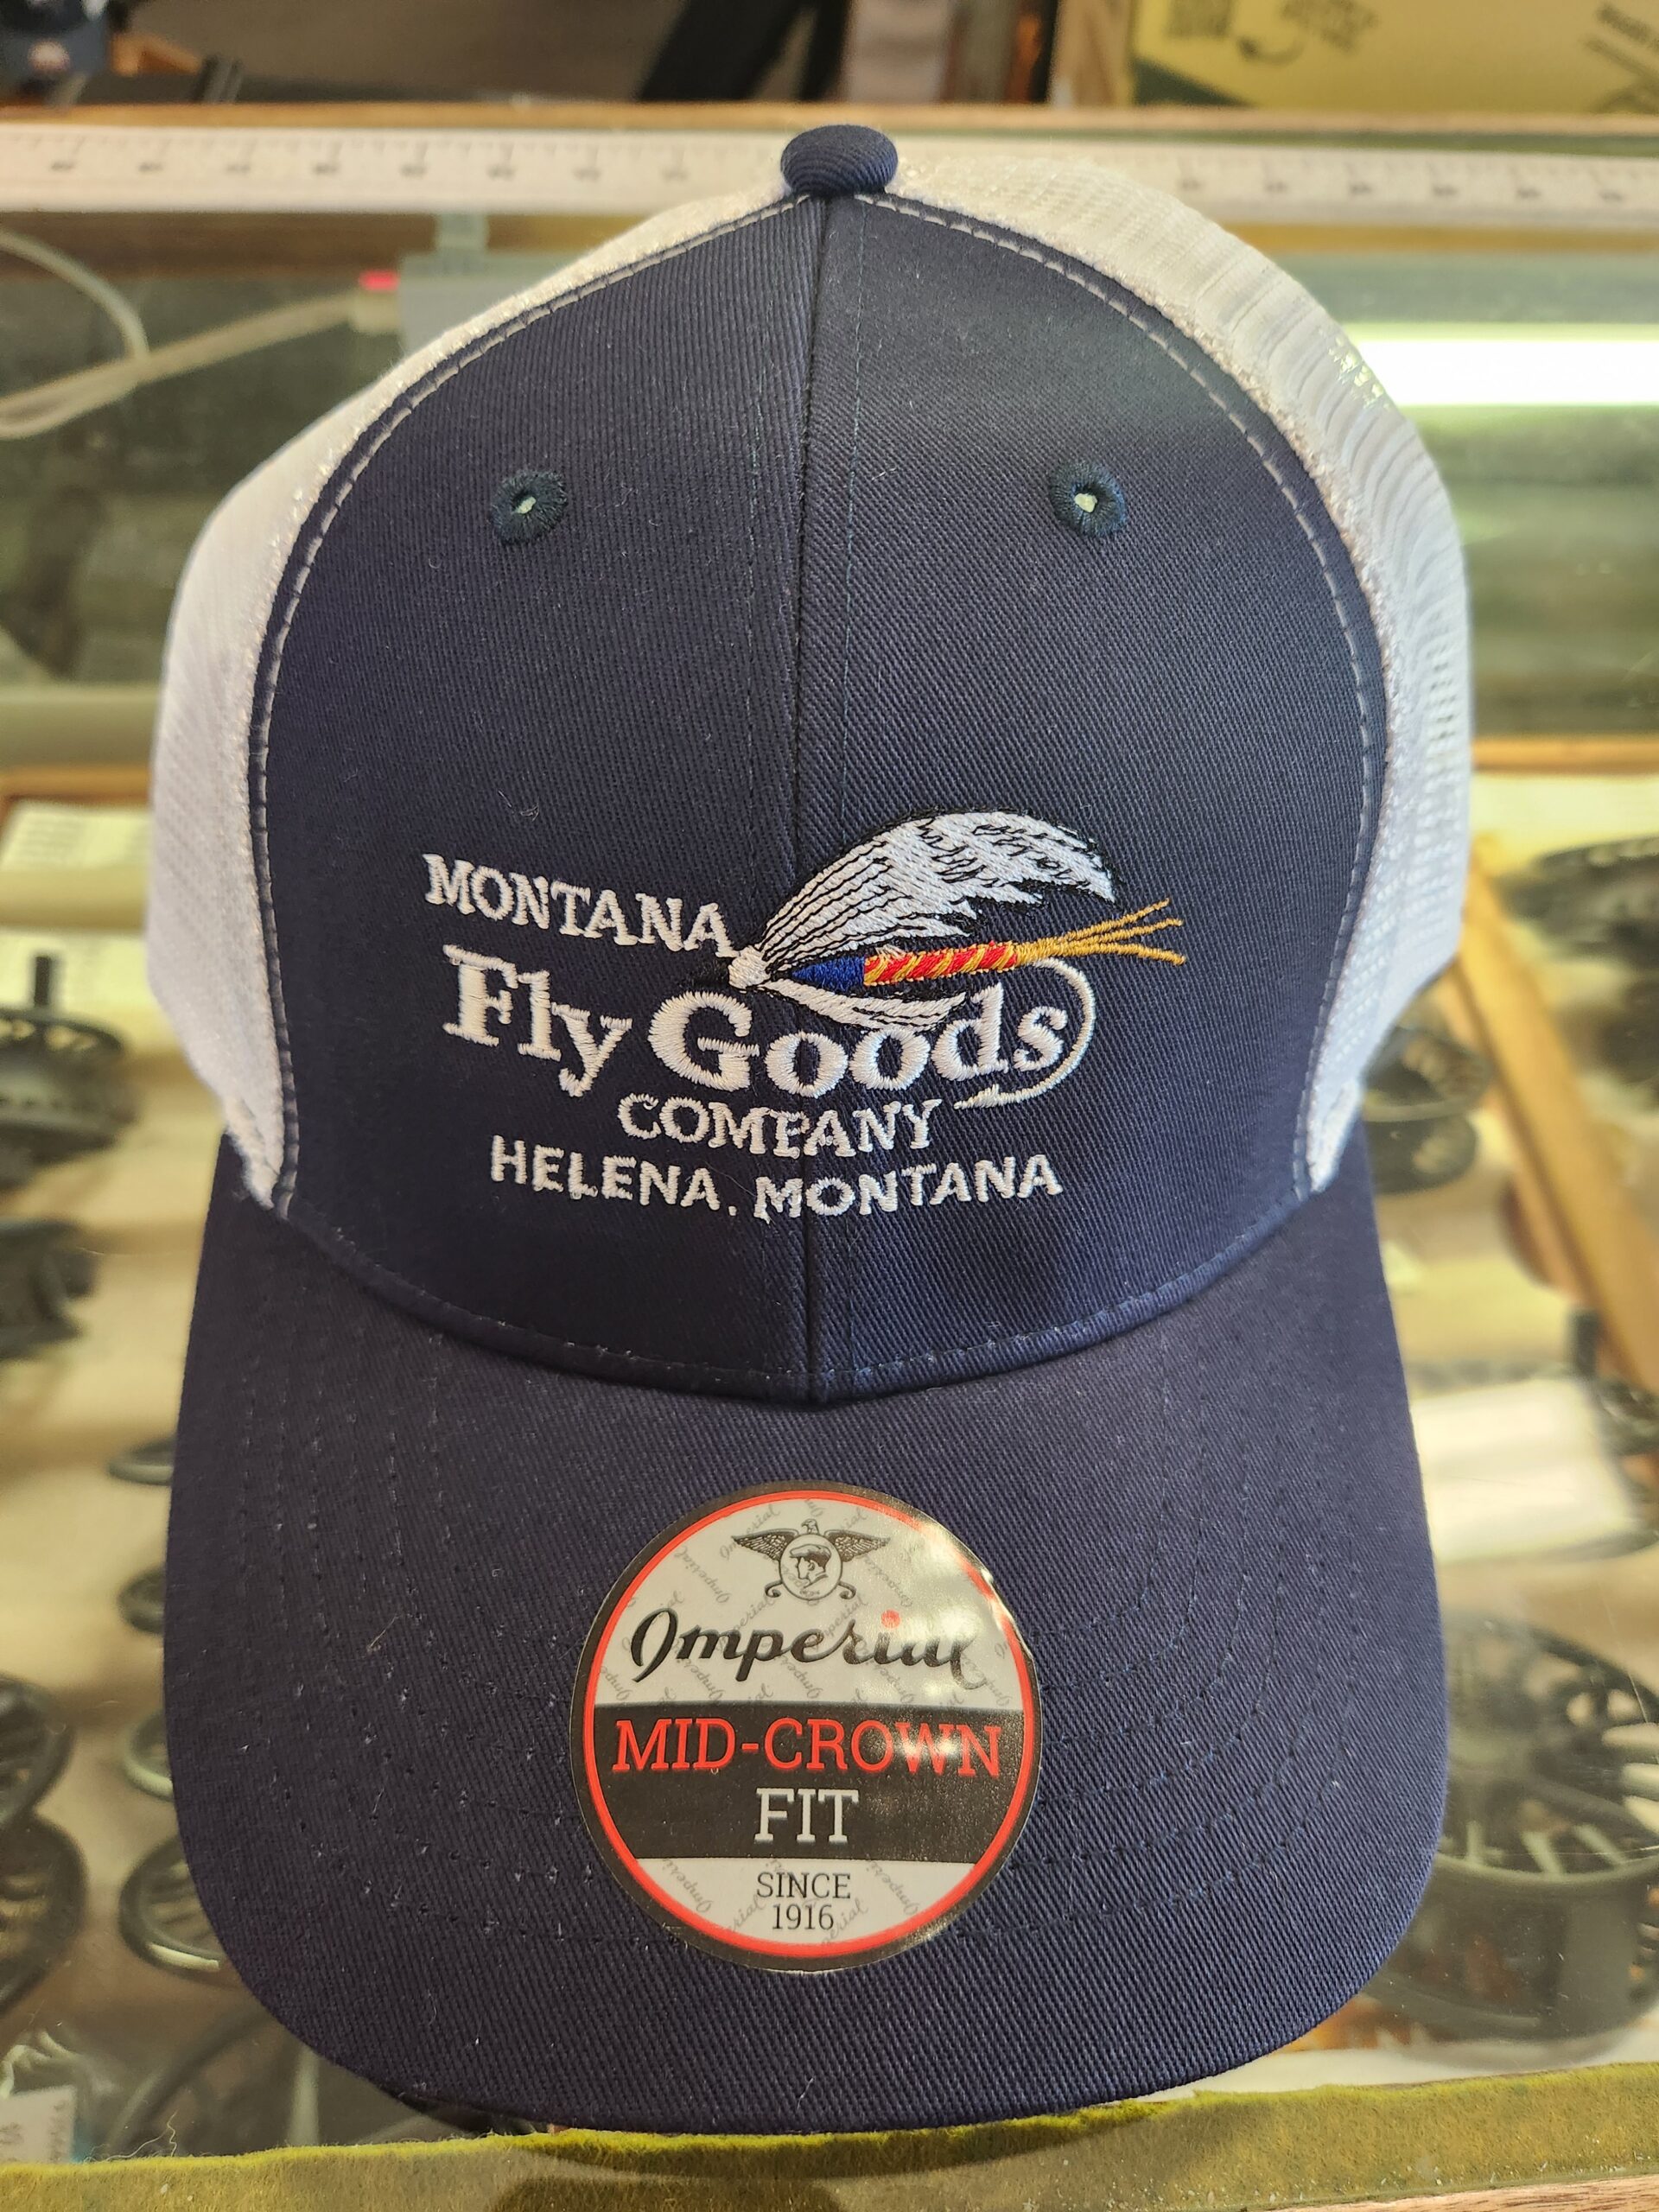 MONTANA
Fly Goods
COMPANY
HELENA, MONTANA
Imperial
MID-CROWN
FIT
SINCE
1916